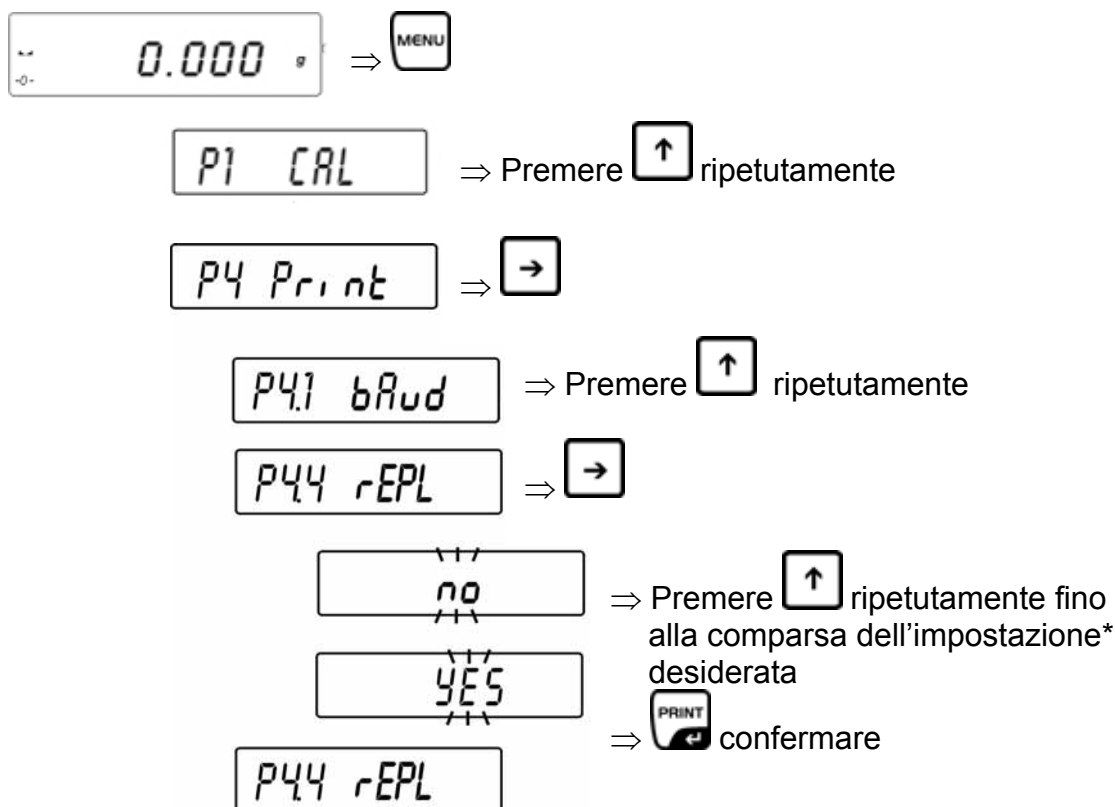 0.000 g ⇒ MENU
-0-
P1 CAL ⇒ Premere ↑ ripetutamente
P4 Print ⇒ →
P4.1 bAud ⇒ Premere ↑ ripetutamente
P4.4 rEPL ⇒ →
no ⇒ Premere ↑ ripetutamente fino
alla comparsa dell’impostazione*
desiderata
YES
⇒ PRINT confermare
P4.4 rEPL